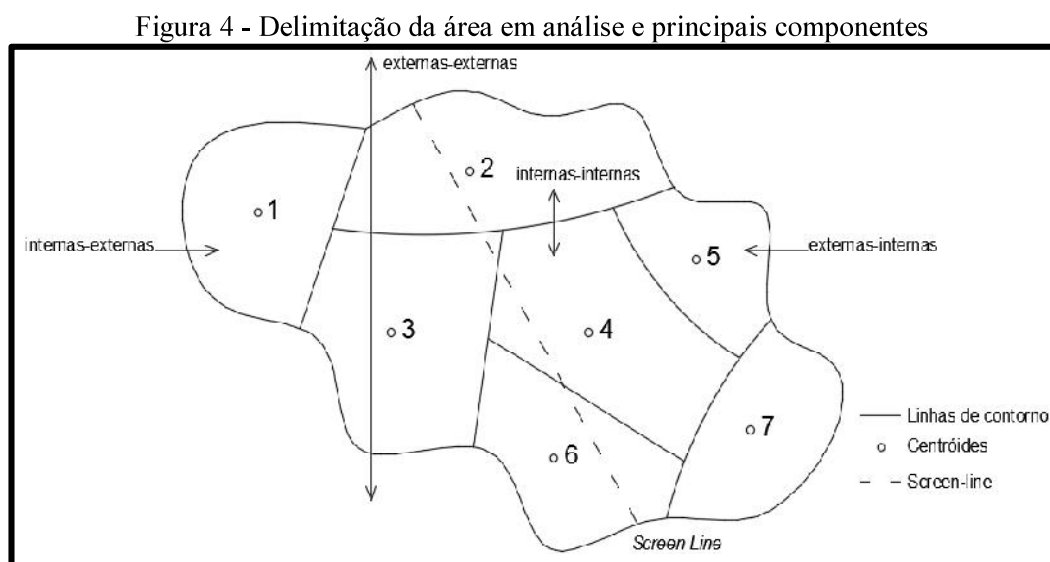 Figura 4 - Delimitação da área em análise e principais componentes
externas-externas
2
internas-internas
1
internas-externas
externas-internas
5
3
4
7
6
Linhas de contorno
Centróides
Screen-line
Screen Line